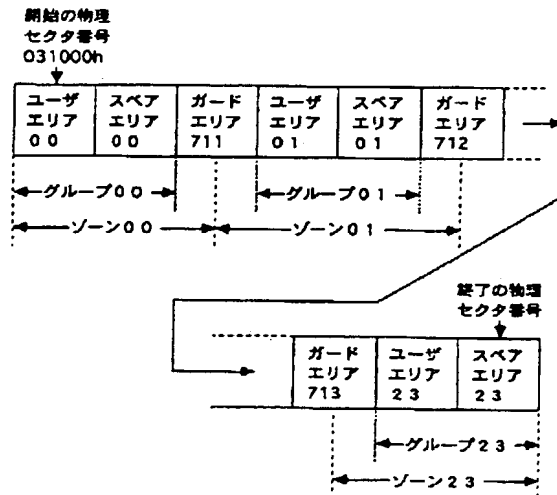 開始の物理
セクタ番号
031000h
ユーザ
エリア
００
スペア
エリア
００
ガード
エリア
711
ユーザ
エリア
０１
スペア
エリア
０１
ガード
エリア
712
グループ００
グループ０１
ゾーン００
ゾーン０１
終了の物理
セクタ番号
ガード
エリア
713
ユーザ
エリア
２３
スペア
エリア
２３
グループ２３
ゾーン２３